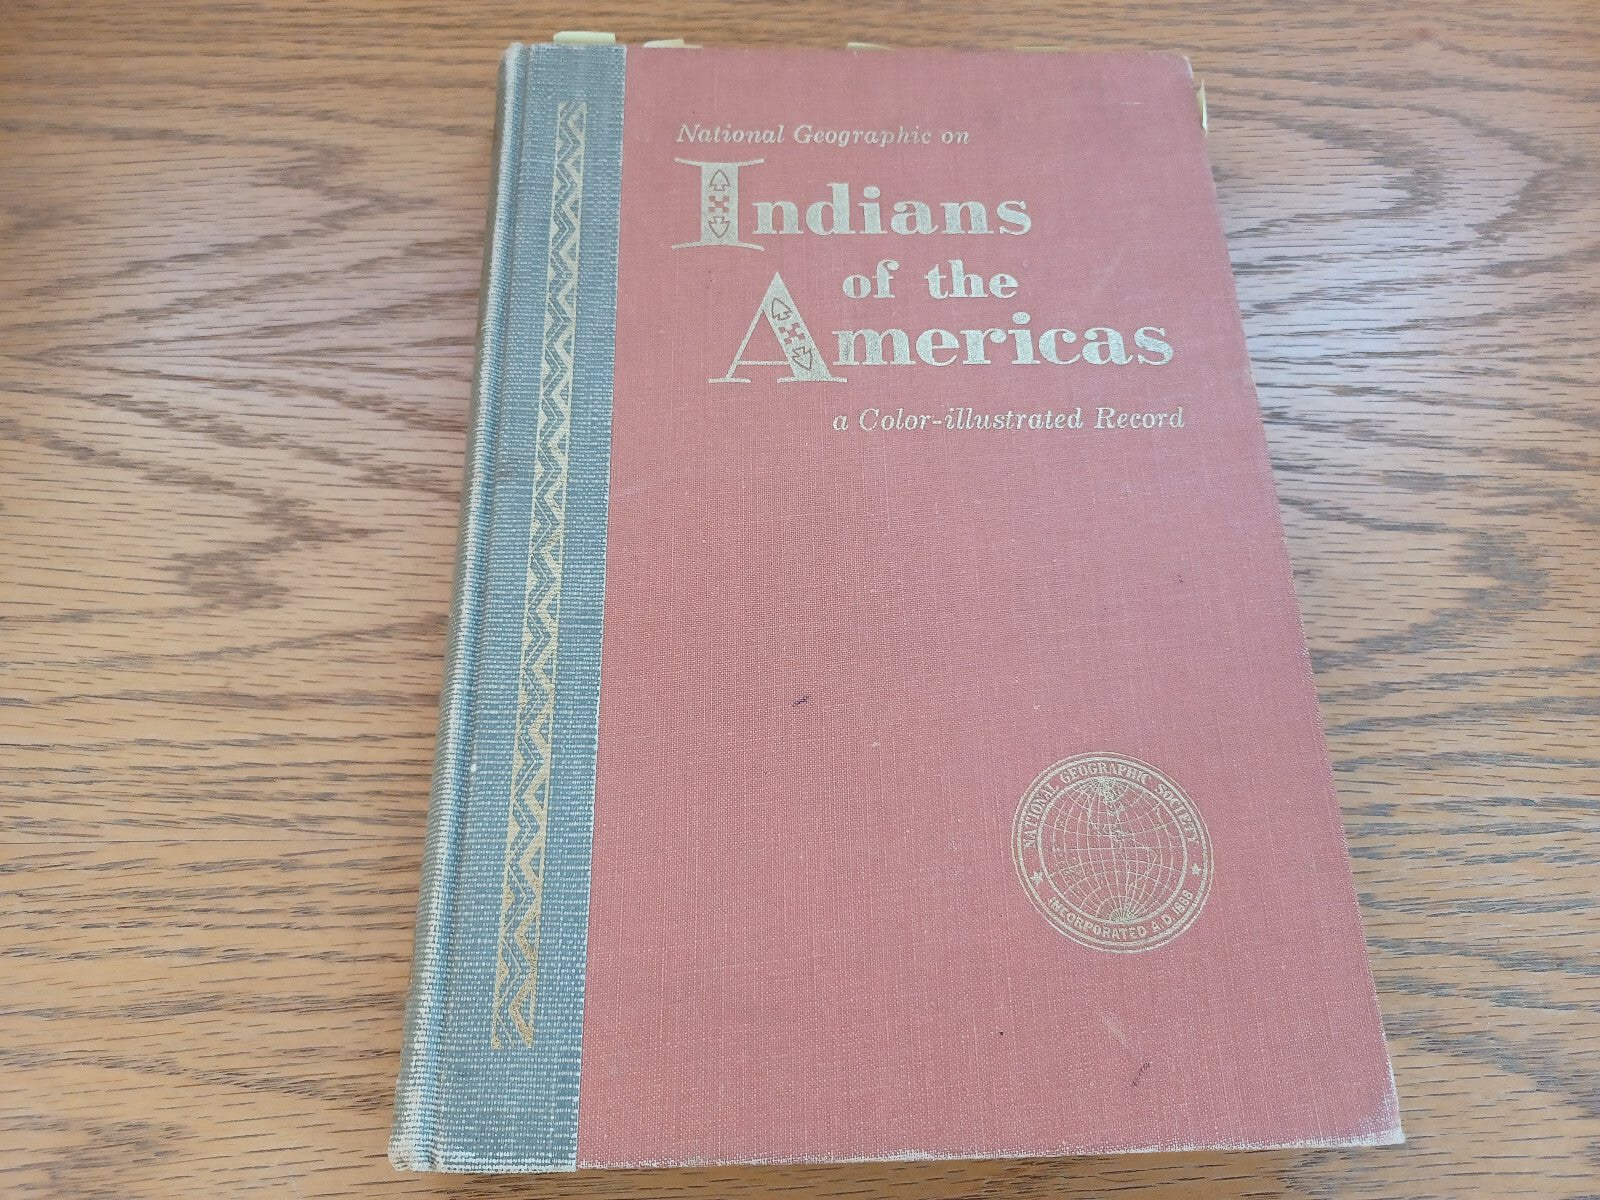 National Geographic on
Indians
of the
Americas
a Color-illustrated Record
NATIONAL GEOGRAPHIC SOCIETY
INCORPORATED A.D. 1888